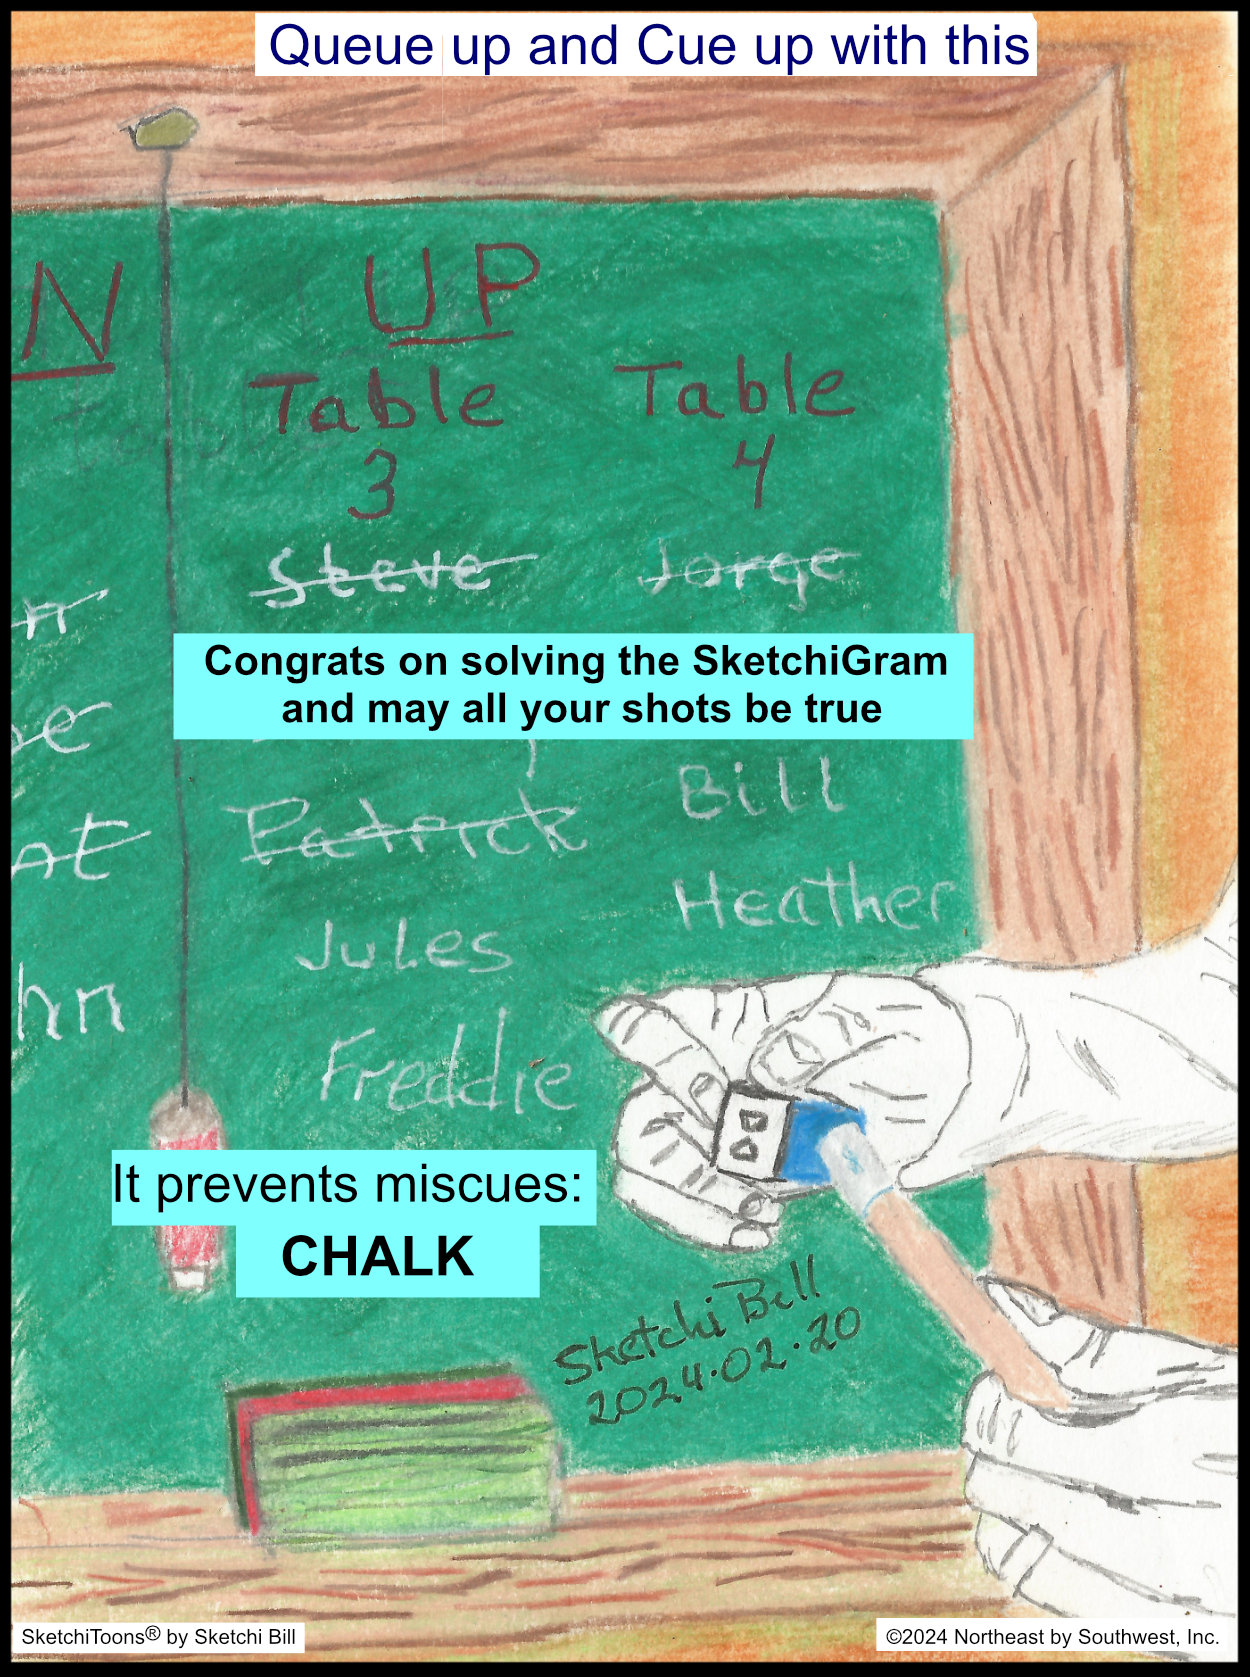 Queue up and Cue up with this
N
UP
Table
Table
3
4
Steve
Jorge
Congrats on solving the SketchiGram
and may all your shots be true
Bill
Patrick
Heather
Jules
hn
Freddie
It prevents miscues:
CHALK
Sketchi Bill
2024.02.20
SketchiToons® by Sketchi Bill
©2024 Northeast by Southwest, Inc.